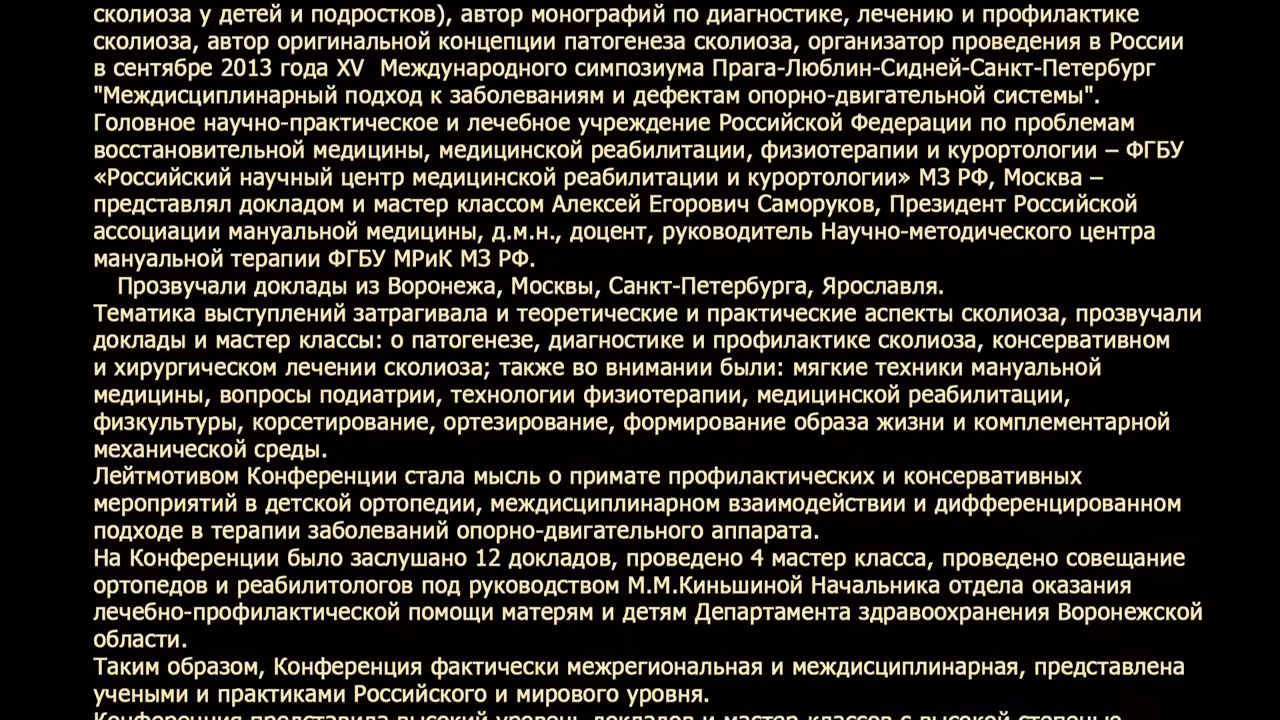 сколиоза у детей и подростков), автор монографий по диагностике, лечению и профилактике
сколиоза, автор оригинальной концепции патогенеза сколиоза, организатор проведения в России
в сентябре 2013 года XV  Международного симпозиума Прага-Люблин-Сидней-Санкт-Петербург
"Междисциплинарный подход к заболеваниям и дефектам опорно-двигательной системы".
Головное научно-практическое и лечебное учреждение Российской Федерации по проблемам
восстановительной медицины, медицинской реабилитации, физиотерапии и курортологии – ФГБУ
«Российский научный центр медицинской реабилитации и курортологии» МЗ РФ, Москва –
представлял докладом и мастер классом Алексей Егорович Саморуков, Президент Российской
ассоциации мануальной медицины, д.м.н., доцент, руководитель Научно-методического центра
мануальной терапии ФГБУ МРиК МЗ РФ.
Прозвучали доклады из Воронежа, Москвы, Санкт-Петербурга, Ярославля.
Тематика выступлений затрагивала и теоретические и практические аспекты сколиоза, прозвучали
доклады и мастер классы: о патогенезе, диагностике и профилактике сколиоза, консервативном
и хирургическом лечении сколиоза; также во внимании были: мягкие техники мануальной
медицины, вопросы подиатрии, технологии физиотерапии, медицинской реабилитации,
физкультуры, корсетирование, ортезирование, формирование образа жизни и комплементарной
механической среды.
Лейтмотивом Конференции стала мысль о примате профилактических и консервативных
мероприятий в детской ортопедии, междисциплинарном взаимодействии и дифференцированном
подходе в терапии заболеваний опорно-двигательного аппарата.
На Конференции было заслушано 12 докладов, проведено 4 мастер класса, проведено совещание
ортопедов и реабилитологов под руководством М.М.Киньшиной Начальника отдела оказания
лечебно-профилактической помощи матерям и детям Департамента здравоохранения Воронежской
области.
Таким образом, Конференция фактически межрегиональная и междисциплинарная, представлена
учеными и практиками Российского и мирового уровня.
Конференция представила высокий уровень докладов и мастер классов с высокой степенью